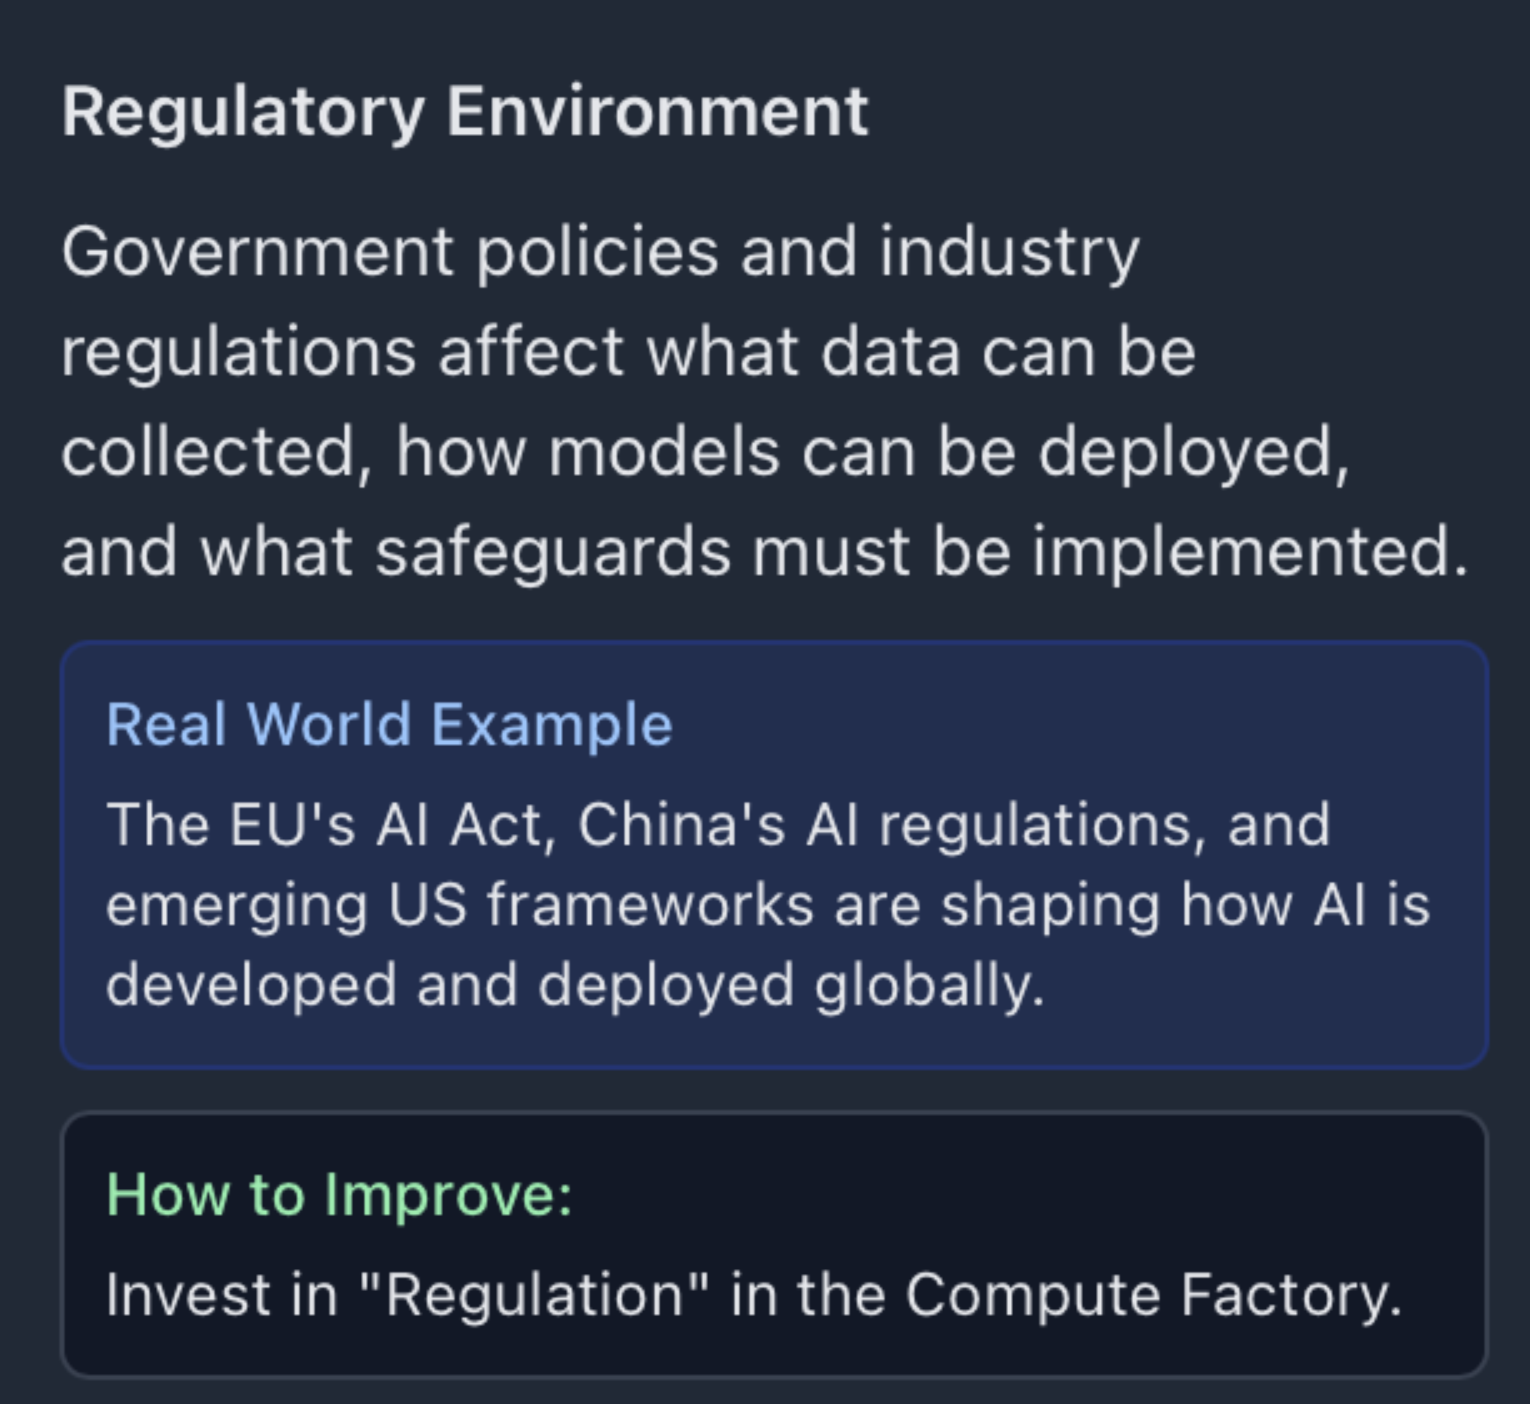 Regulatory Environment
Government policies and industry
regulations affect what data can be
collected, how models can be deployed,
and what safeguards must be implemented.
Real World Example
The EU's AI Act, China's AI regulations, and
emerging US frameworks are shaping how AI is
developed and deployed globally.
How to Improve:
Invest in "Regulation" in the Compute Factory.